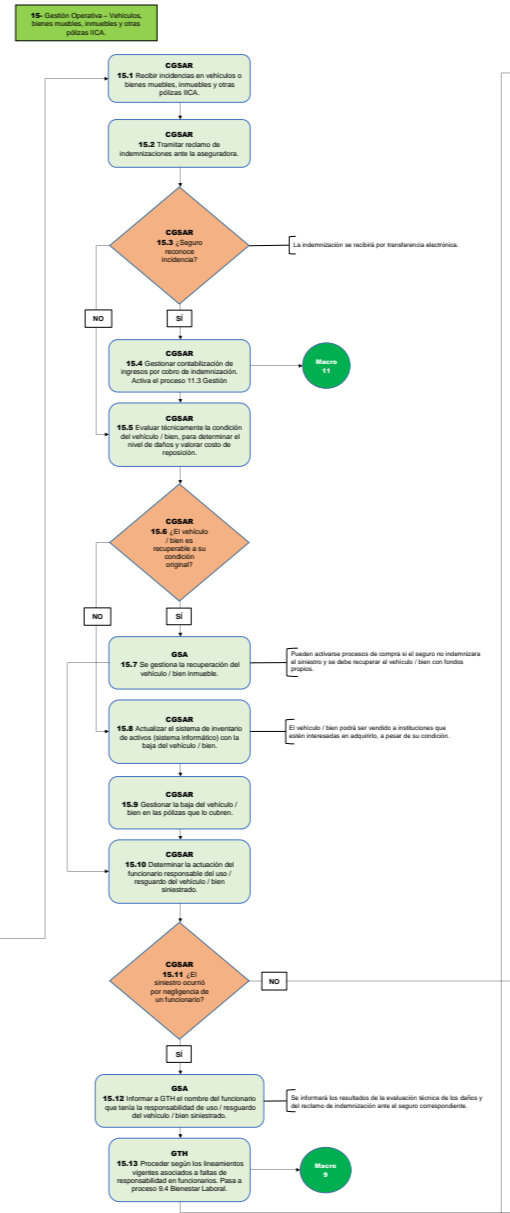 15- Gestión Operativa – Vehículos,
bienes muebles, inmuebles y otras
pólizas IICA.
CGSAR
15.1 Recibir incidencias en vehículos o
bienes muebles, inmuebles y otras
pólizas IICA.
CGSAR
15.2 Tramitar reclamo de
indemnizaciones ante la aseguradora.
CGSAR
15.3 ¿Seguro
reconoce
incidencia?
La indemnización se recibirá por transferencia electrónica.
NO
SÍ
CGSAR
15.4 Gestionar contabilización de
ingresos por cobro de indemnización.
Activa el proceso 11.3 Gestión
Macro
11
CGSAR
15.5 Evaluar técnicamente la condición
del vehículo / bien, para determinar el
nivel de daños y valorar costo de
reposición.
CGSAR
15.6 ¿El vehículo
/ bien es
recuperable a su
condición
original?
NO
SÍ
GSA
15.7 Se gestiona la recuperación del
vehículo / bien inmueble.
Pueden activarse procesos de compra si el seguro no indemnizara
el siniestro y se debe recuperar el vehículo / bien con fondos
propios.
CGSAR
15.8 Actualizar el sistema de inventario
de activos (sistema informático) con la
baja del vehículo / bien.
El vehículo / bien podrá ser vendido a instituciones que
estén interesadas en adquirirlo, a pesar de su condición.
CGSAR
15.9 Gestionar la baja del vehículo /
bien en las pólizas que lo cubren.
CGSAR
15.10 Determinar la actuación del
funcionario responsable del uso /
resguardo del vehículo / bien
siniestrado.
CGSAR
15.11 ¿El
siniestro ocurrió
por negligencia de
un funcionario?
NO
SÍ
GSA
15.12 Informar a GTH el nombre del funcionario
que tenía la responsabilidad de uso / resguardo
del vehículo / bien siniestrado.
Se informará los resultados de la evaluación técnica de los daños y
del reclamo de indemnización ante el seguro correspondiente.
GTH
15.13 Proceder según los lineamientos
vigentes asociados a faltas de
responsabilidad en funcionarios. Pasa a
proceso 9.4 Bienestar Laboral.
Macro
9